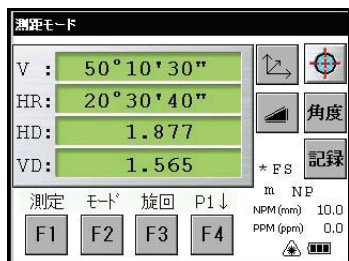 測距モード
V : 50°10'30"
HR: 20°30'40"
HD: 1.877
VD: 1.565
角度
記録
* F S
m N P
NPM (mm) 10.0
PPM (ppm) 0.0
測定 モード 旋回 P1↓
F1 F2 F3 F4